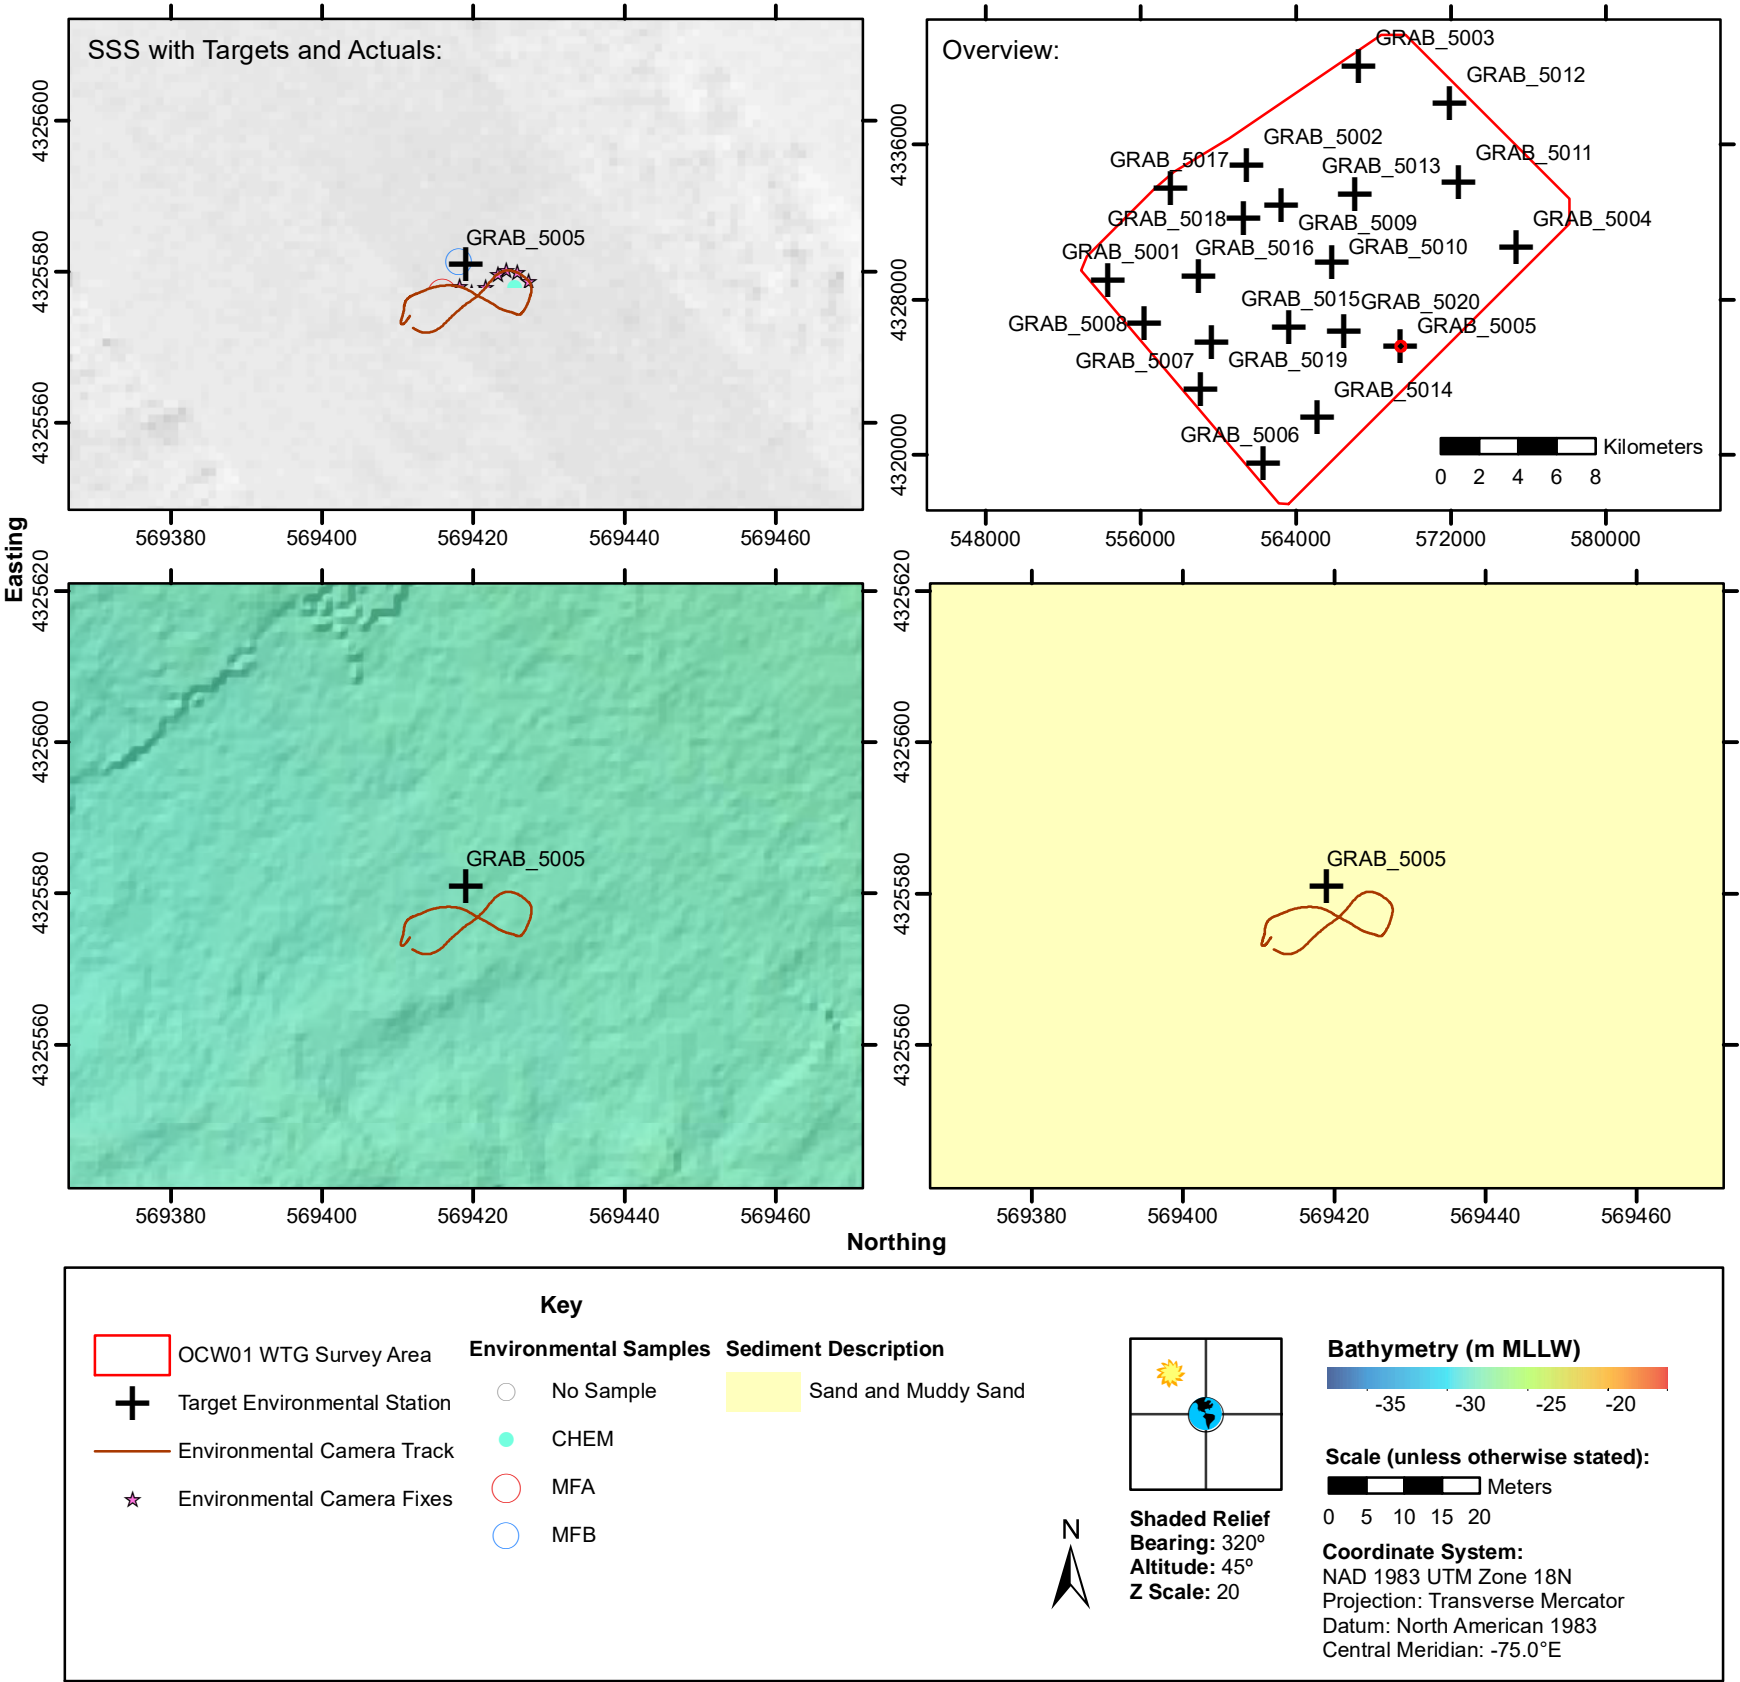 SSS with Targets and Actuals:
4325600
4325580
4325560
GRAB_5005
569380
569400
569420
569440
569460
Overview:
4336000
4328000
4320000
GRAB_5003
GRAB_5012
GRAB_5002
GRAB_5017
GRAB_5013
GRAB_5011
GRAB_5018
GRAB_5009
GRAB_5004
GRAB_5001
GRAB_5016
GRAB_5010
GRAB_5015
GRAB_5020
GRAB_5008
GRAB_5005
GRAB_5007
GRAB_5019
GRAB_5014
GRAB_5006
Kilometers
0 2 4 6 8
548000
556000
564000
572000
580000
Easting
4325620
4325600
4325580
4325560
GRAB_5005
569380
569400
569420
569440
569460
4325620
4325600
4325580
4325560
GRAB_5005
569380
569400
569420
569440
569460
Northing
Key
OCW01 WTG Survey Area
Target Environmental Station
Environmental Camera Track
Environmental Camera Fixes
Environmental Samples
No Sample
CHEM
MFA
MFB
Sediment Description
Sand and Muddy Sand
N
Shaded Relief
Bearing: 320º
Altitude: 45º
Z Scale: 20
Bathymetry (m MLLW)
-35 -30 -25 -20
Scale (unless otherwise stated):
Meters
0 5 10 15 20
Coordinate System:
NAD 1983 UTM Zone 18N
Projection: Transverse Mercator
Datum: North American 1983
Central Meridian: -75.0°E